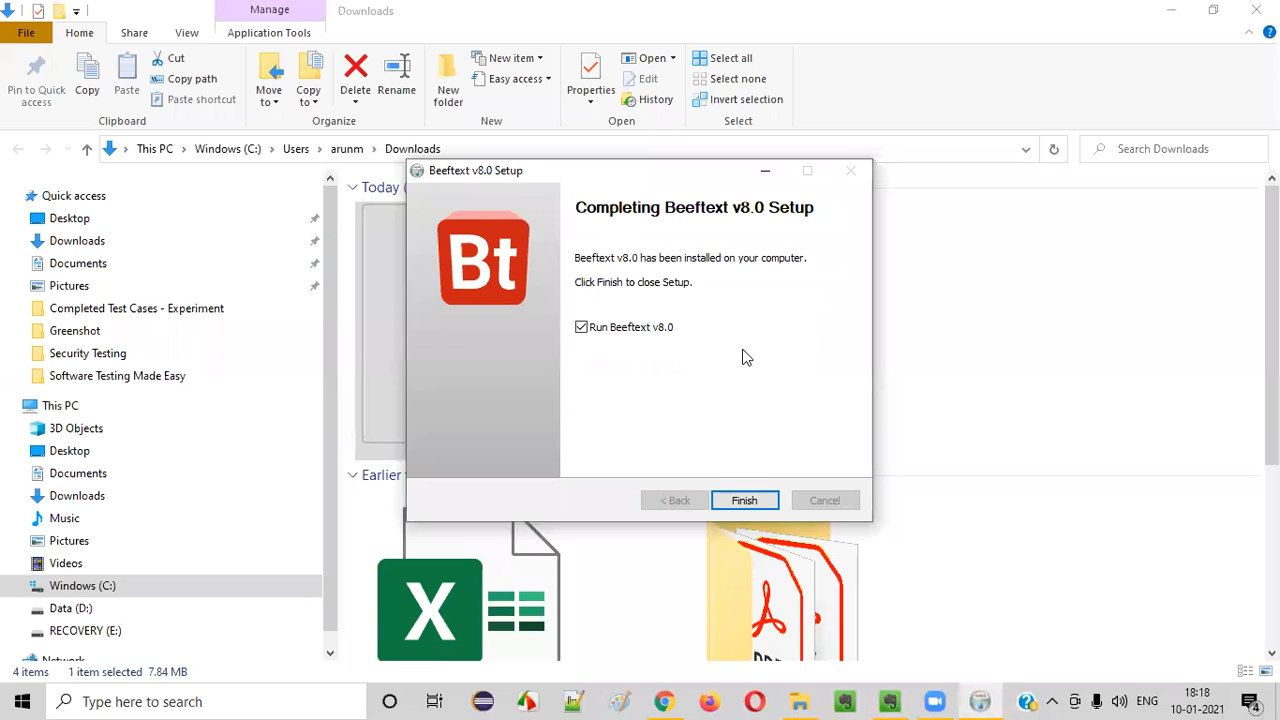 Manage
Downloads
File
Home
Share
View
Application Tools
Pin to Quick access
Copy
Paste
Cut
Copy path
Paste shortcut
Clipboard
Move to
Copy to
Delete
Rename
Organize
New folder
New item
Easy access
New
Properties
Open
Edit
History
Open
Select all
Select none
Invert selection
Select
This PC > Windows (C:) > Users > arunm > Downloads
Search Downloads
Quick access
Desktop
Downloads
Documents
Pictures
Completed Test Cases - Experiment
Greenshot
Security Testing
Software Testing Made Easy
This PC
3D Objects
Desktop
Documents
Downloads
Music
Pictures
Videos
Windows (C:)
Data (D:)
RECOVERY (E:)
Network
Today (
Earlier
Beeftext v8.0 Setup
Bt
Completing Beeftext v8.0 Setup
Beeftext v8.0 has been installed on your computer.
Click Finish to close Setup.
Run Beeftext v8.0
< Back
Finish
Cancel
X
4 items
1 item selected 7.84 MB
Type here to search
ENG
18:18
10-01-2021
4